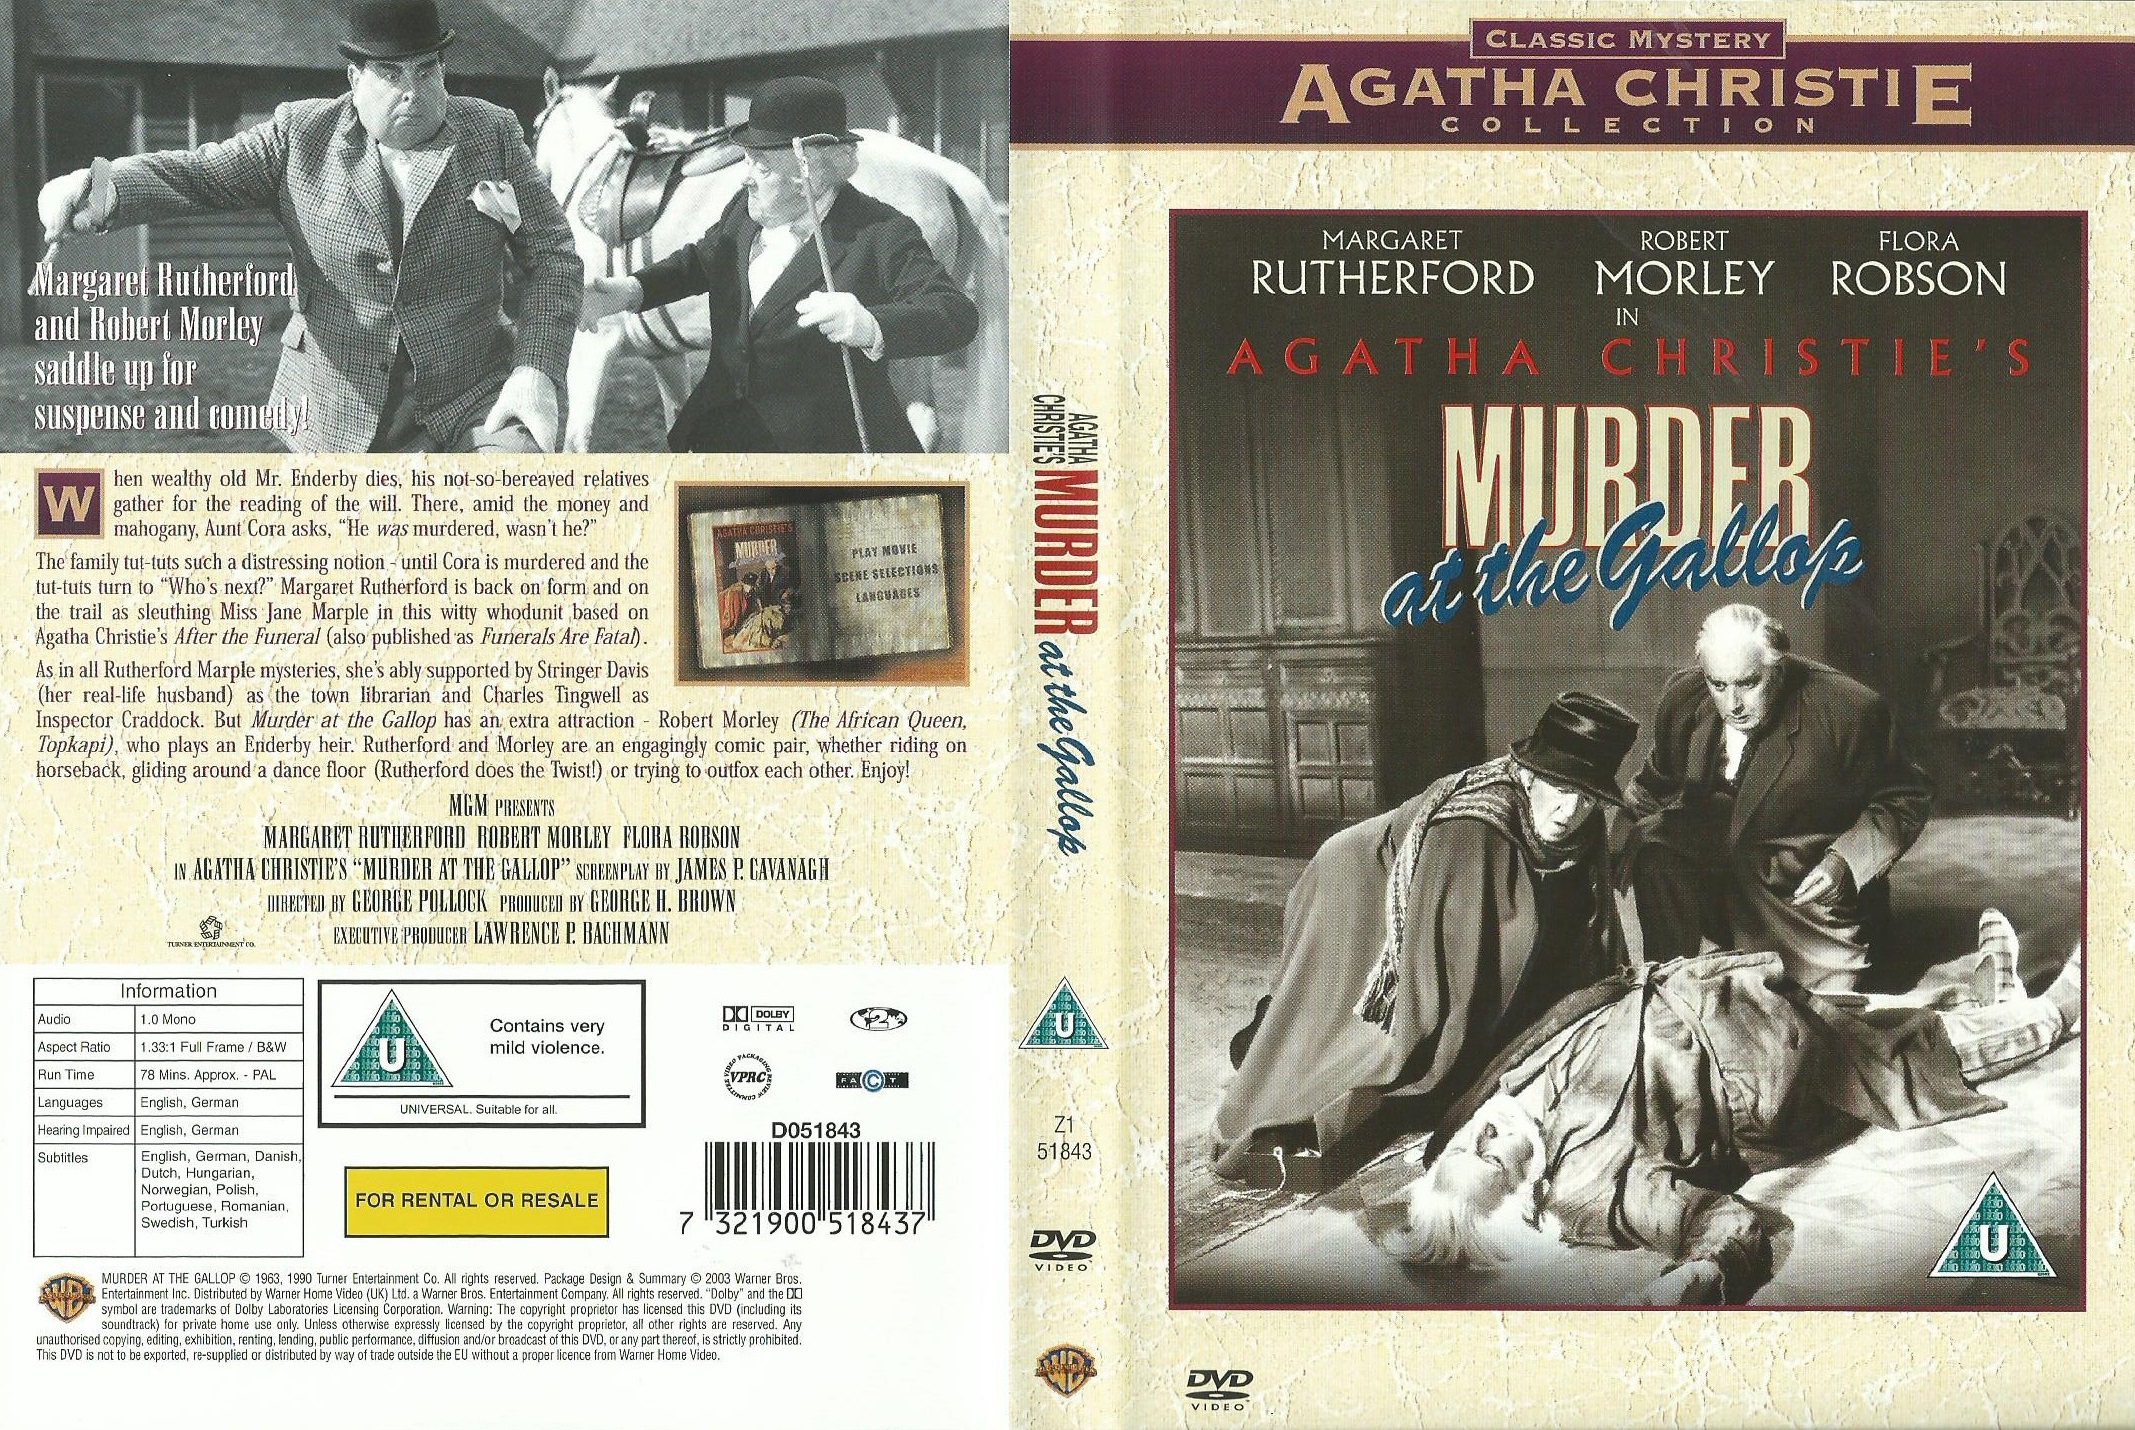 Margaret Rutherford
and Robert Morley
saddle up for
suspense and comedy!
When wealthy old Mr. Enderby dies, his not-so-bereaved relatives
gather for the reading of the will. There, amid the money and
mahogany, Aunt Cora asks, “He was murdered, wasn't he?”
The family tut-tuts such a distressing notion - until Cora is murdered and the
tut-tuts turn to “Who's next?” Margaret Rutherford is back on form and on
the trail as sleuthing Miss Jane Marple in this witty whodunit based on
Agatha Christie's After the Funeral (also published as Funerals Are Fatal).
As in all Rutherford Marple mysteries, she's ably supported by Stringer Davis
(her real-life husband) as the town librarian and Charles Tingwell as
Inspector Craddock. But Murder at the Gallop has an extra attraction - Robert Morley (The African Queen,
Topkapi), who plays an Enderby heir. Rutherford and Morley are an engagingly comic pair, whether riding on
horseback, gliding around a dance floor (Rutherford does the Twist!) or trying to outfox each other. Enjoy!
AGATHA CHRISTIE'S
MURDER
PLAY MOVIE
SCENE SELECTIONS
LANGUAGES
MGM PRESENTS
MARGARET RUTHERFORD ROBERT MORLEY FLORA ROBSON
IN AGATHA CHRISTIE'S “MURDER AT THE GALLOP” SCREENPLAY BY JAMES P. CAVANAGH
DIRECTED BY GEORGE POLLOCK PRODUCED BY GEORGE H. BROWN
EXECUTIVE PRODUCER LAWRENCE P. BACHMANN
TURNER ENTERTAINMENT CO.
Information
Audio 1.0 Mono
Aspect Ratio 1.33:1 Full Frame / B&W
Run Time 78 Mins. Approx. - PAL
Languages English, German
Hearing Impaired English, German
Subtitles English, German, Danish,
Dutch, Hungarian,
Norwegian, Polish,
Portuguese, Romanian,
Swedish, Turkish
U
Contains very
mild violence.
UNIVERSAL. Suitable for all.
FOR RENTAL OR RESALE
DOLBY
DIGITAL
2
VIDEO PACKAGING REVIEW COMMITTEE
VPRC
FACT
D051843
7 321900 518437
MURDER AT THE GALLOP © 1963, 1990 Turner Entertainment Co. All rights reserved. Package Design & Summary © 2003 Warner Bros.
Entertainment Inc. Distributed by Warner Home Video (UK) Ltd. a Warner Bros. Entertainment Company. All rights reserved. “Dolby” and the DD
symbol are trademarks of Dolby Laboratories Licensing Corporation. Warning: The copyright proprietor has licensed this DVD (including its
soundtrack) for private home use only. Unless otherwise expressly licensed by the copyright proprietor, all other rights are reserved. Any
unauthorised copying, editing, exhibition, renting, lending, public performance, diffusion and/or broadcast of this DVD, or any part thereof, is strictly prohibited.
This DVD is not to be exported, re-supplied or distributed by way of trade outside the EU without a proper licence from Warner Home Video.
WB
AGATHA
CHRISTIE'S
MURDER at the Gallop
U
Z1
51843
DVD
VIDEO
WB
CLASSIC MYSTERY
AGATHA CHRISTIE
COLLECTION
MARGARET RUTHERFORD
ROBERT MORLEY
FLORA ROBSON
IN
AGATHA CHRISTIE'S
MURDER
at the Gallop
U
DVD
VIDEO